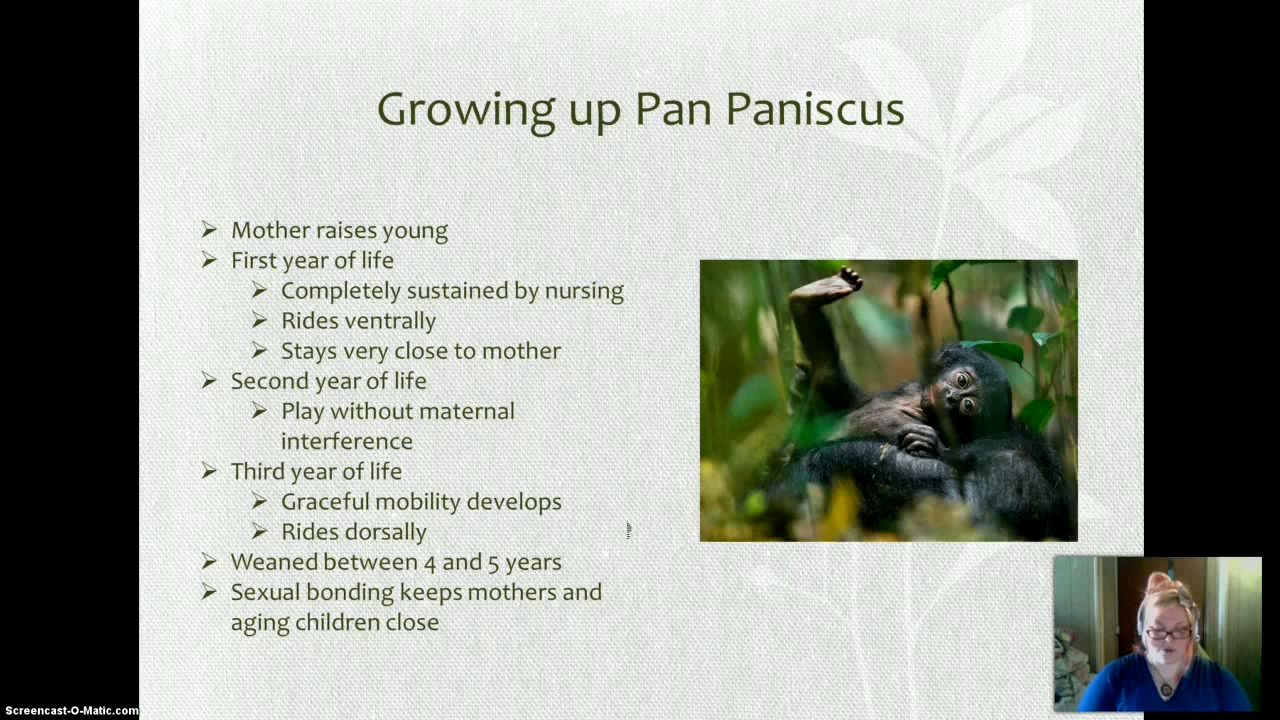 Growing up Pan Paniscus
Mother raises young
First year of life
Completely sustained by nursing
Rides ventrally
Stays very close to mother
Second year of life
Play without maternal
interference
Third year of life
Graceful mobility develops
Rides dorsally
Weaned between 4 and 5 years
Sexual bonding keeps mothers and
aging children close
Screencast-O-Matic.com